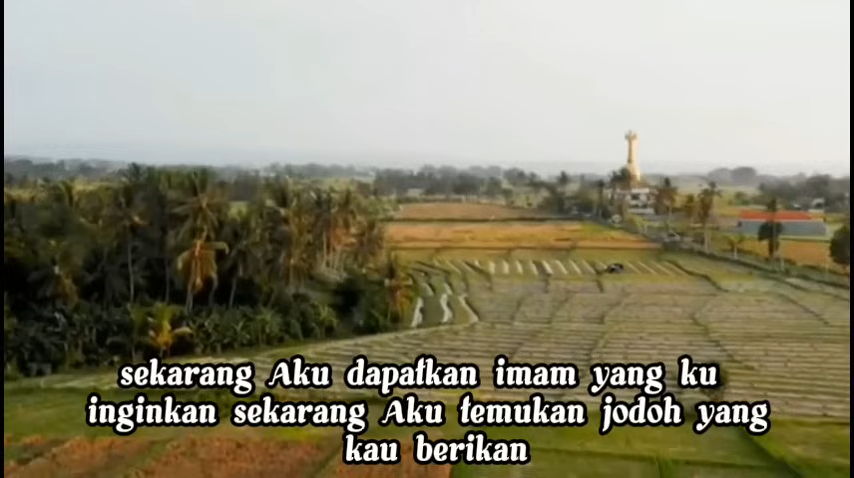 sekarang Aku dapatkan imam yang ku
inginkan sekarang Aku temukan jodoh yang
kau berikan